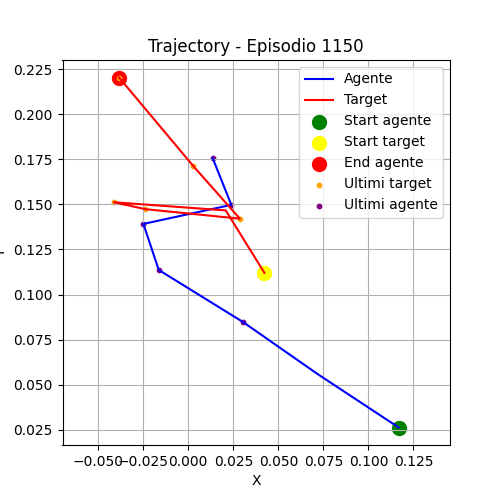 Trajectory - Episodio 1150
Agente
Target
Start agente
Start target
End agente
Ultimi target
Ultimi agente
0.225
0.200
0.175
0.150
0.125
0.100
0.075
0.050
0.025
−0.050 −0.025 0.000 0.025 0.050 0.075 0.100 0.125
X